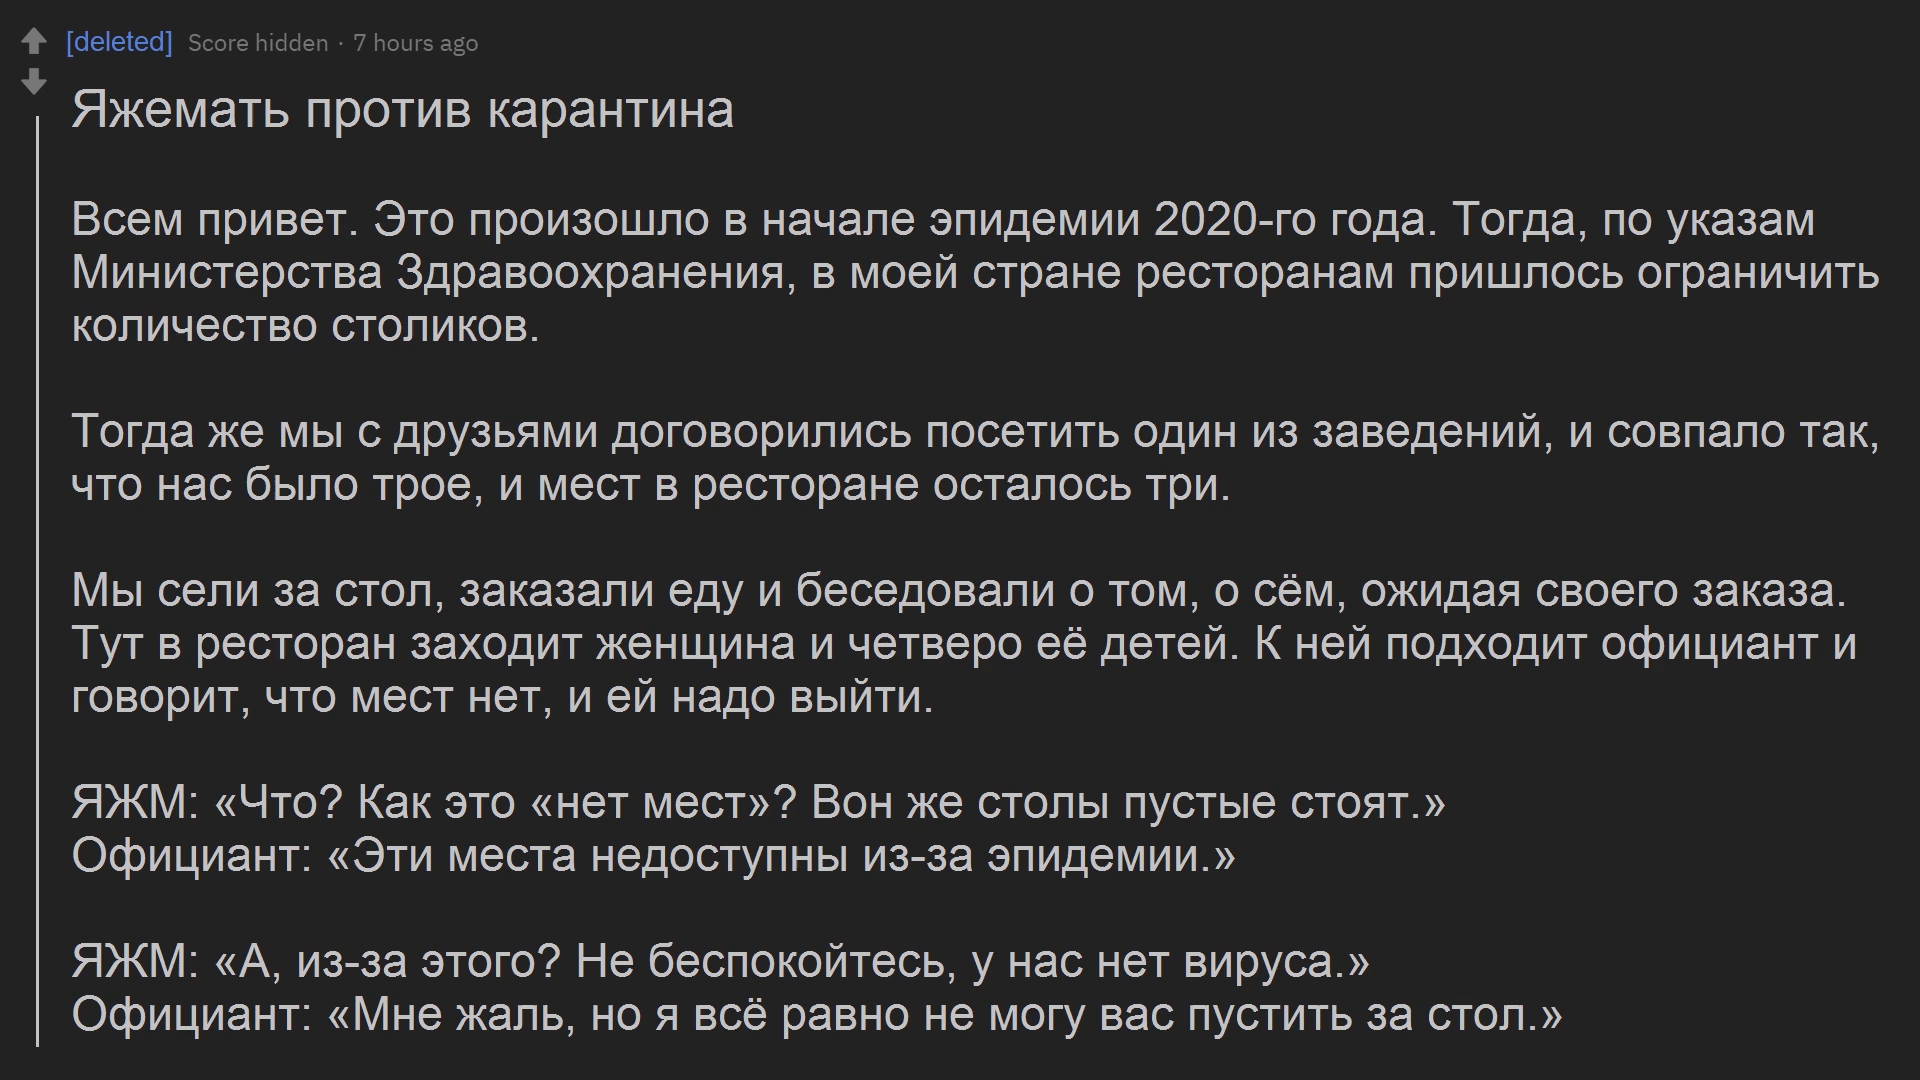 [deleted] Score hidden · 7 hours ago
Яжемать против карантина
Всем привет. Это произошло в начале эпидемии 2020-го года. Тогда, по указам
Министерства Здравоохранения, в моей стране ресторанам пришлось ограничить
количество столиков.
Тогда же мы с друзьями договорились посетить один из заведений, и совпало так,
что нас было трое, и мест в ресторане осталось три.
Мы сели за стол, заказали еду и беседовали о том, о сём, ожидая своего заказа.
Тут в ресторан заходит женщина и четверо её детей. К ней подходит официант и
говорит, что мест нет, и ей надо выйти.
ЯЖМ: «Что? Как это «нет мест»? Вон же столы пустые стоят.»
Официант: «Эти места недоступны из-за эпидемии.»
ЯЖМ: «А, из-за этого? Не беспокойтесь, у нас нет вируса.»
Официант: «Мне жаль, но я всё равно не могу вас пустить за стол.»